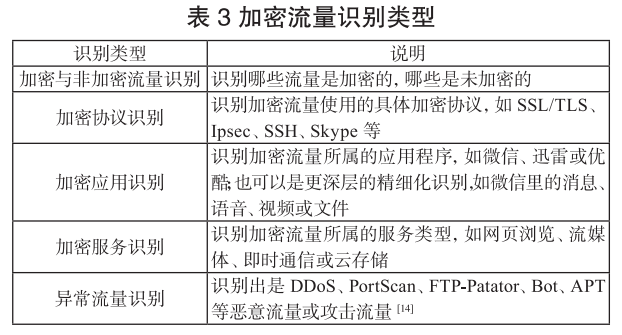 表 3 加密流量识别类型
识别类型 说明
加密与非加密流量识别 识别哪些流量是加密的, 哪些是未加密的
加密协议识别 识别加密流量使用的具体加密协议, 如 SSL/TLS、
Ipsec、SSH、Skype 等
加密应用识别 识别加密流量所属的应用程序, 如微信、迅雷或优
酷;也可以是更深层的精细化识别,如微信里的消息、
语音、视频或文件
加密服务识别 识别加密流量所属的服务类型, 如网页浏览、流媒
体、即时通信或云存储
异常流量识别 识别出是 DDoS、PortScan、FTP-Patator、Bot、APT
等恶意流量或攻击流量 [14]